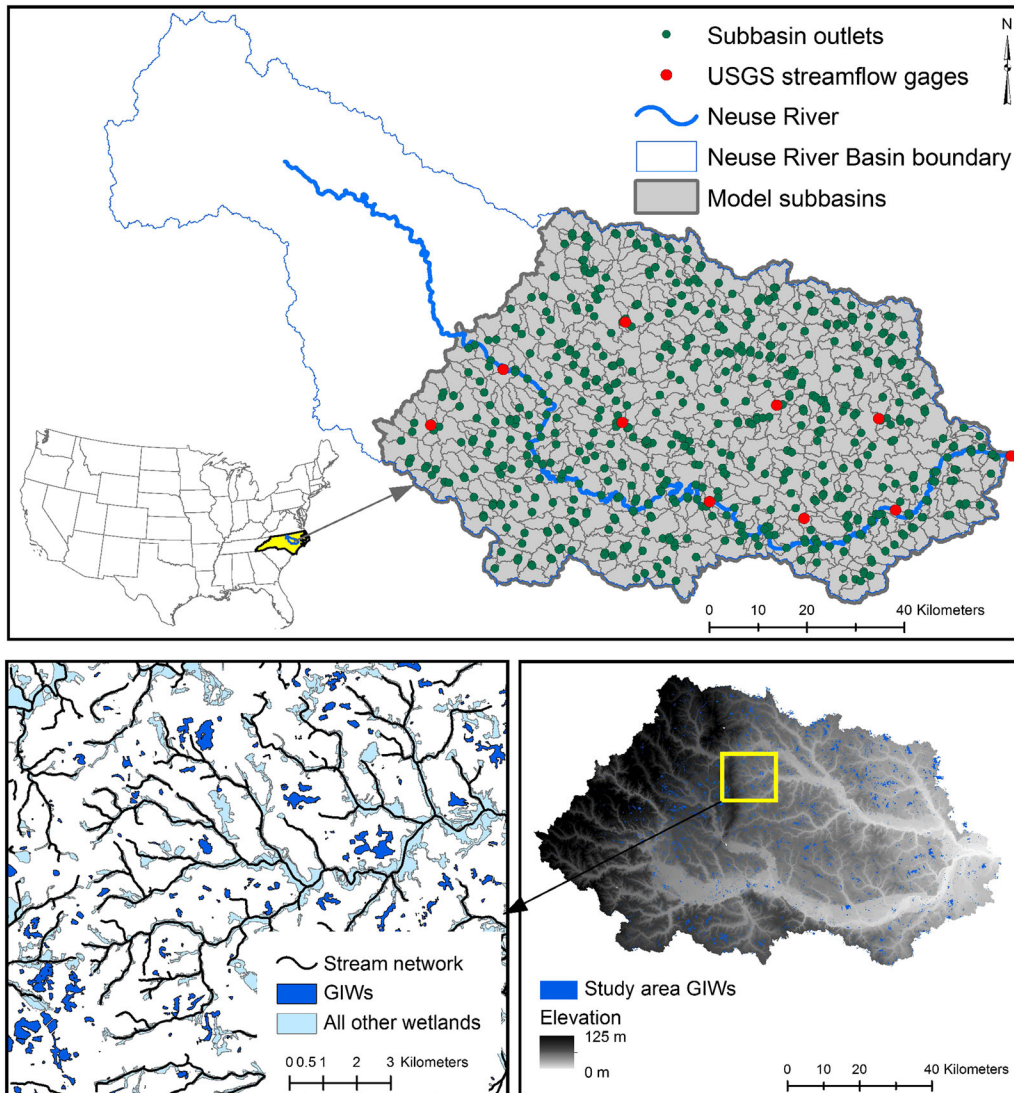 N
Subbasin outlets
USGS streamflow gages
Neuse River
Neuse River Basin boundary
Model subbasins
0 10 20 40 Kilometers
Stream network
GIWs
All other wetlands
0 0.5 1 2 3 Kilometers
Study area GIWs
Elevation
125 m
0 m
0 10 20 40 Kilometers